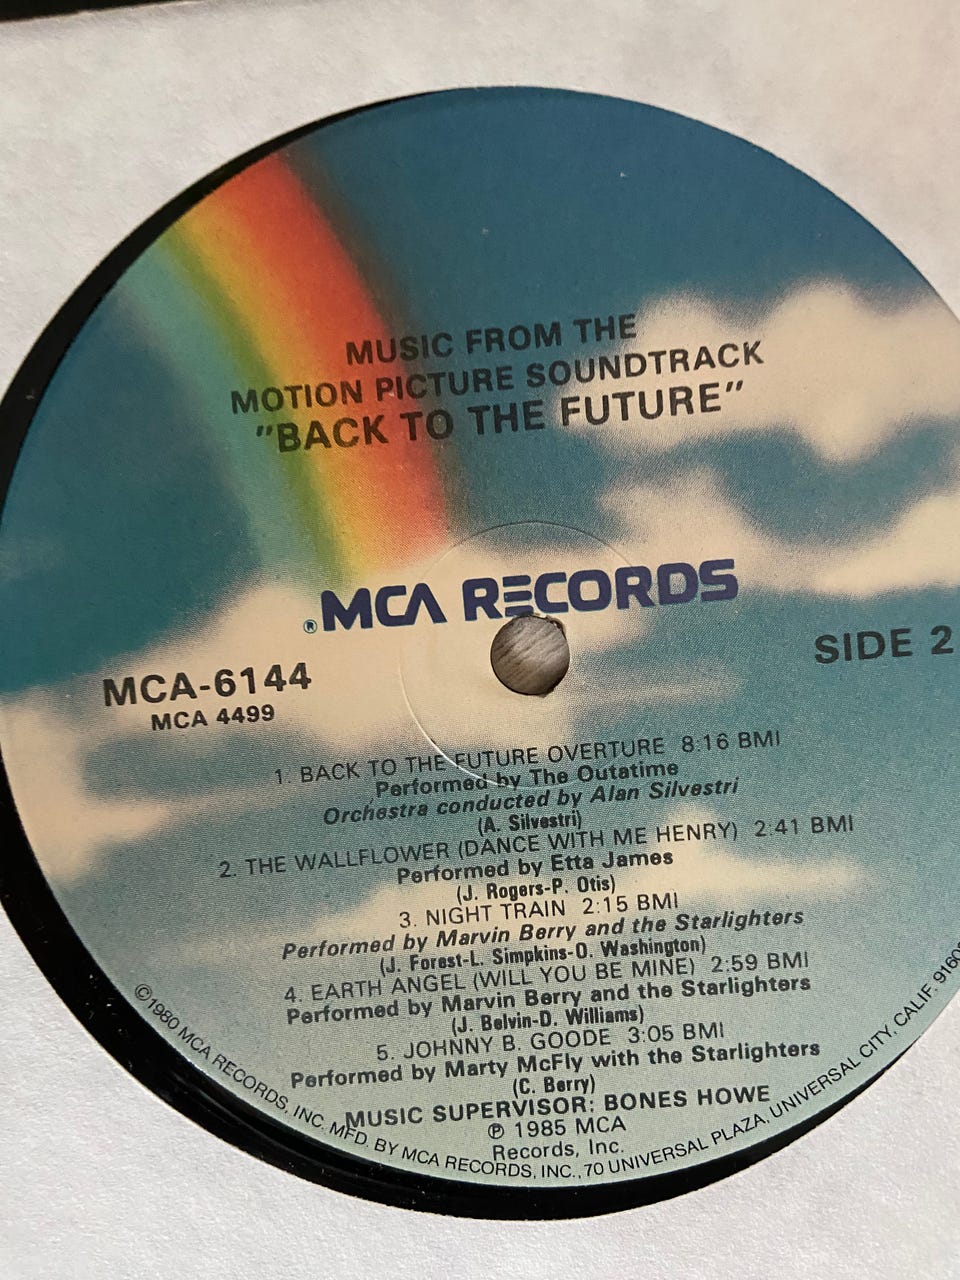 MUSIC FROM THE
MOTION PICTURE SOUNDTRACK
"BACK TO THE FUTURE"
®MCA RECORDS
MCA-6144
SIDE 2
MCA 4499
1. BACK TO THE FUTURE OVERTURE 8:16 BMI
Performed by The Outatime
Orchestra conducted by Alan Silvestri
(A. Silvestri)
2. THE WALLFLOWER (DANCE WITH ME HENRY) 2:41 BMI
Performed by Etta James
(J. Rogers-P. Otis)
3. NIGHT TRAIN 2:15 BMI
Performed by Marvin Berry and the Starlighters
(J. Forest-L. Simpkins-O. Washington)
4. EARTH ANGEL (WILL YOU BE MINE) 2:59 BMI
Performed by Marvin Berry and the Starlighters
(J. Belvin-D. Williams)
5. JOHNNY B. GOODE 3:05 BMI
Performed by Marty McFly with the Starlighters
(C. Berry)
MUSIC SUPERVISOR: BONES HOWE
℗ 1985 MCA
Records, Inc.
©1980 MCA RECORDS, INC. MFD. BY MCA RECORDS, INC., 70 UNIVERSAL PLAZA, UNIVERSAL CITY, CALIF.